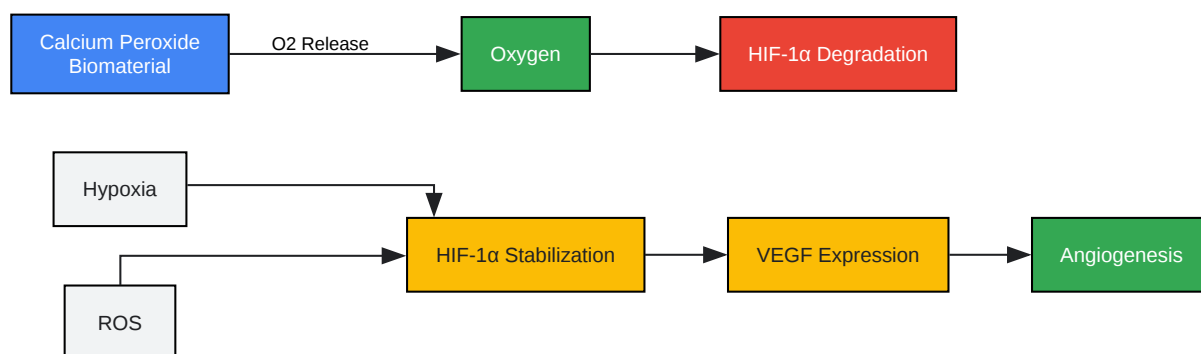 Calcium Peroxide
Biomaterial
O2 Release
Oxygen
HIF-1α Degradation
Hypoxia
HIF-1α Stabilization
VEGF Expression
Angiogenesis
ROS